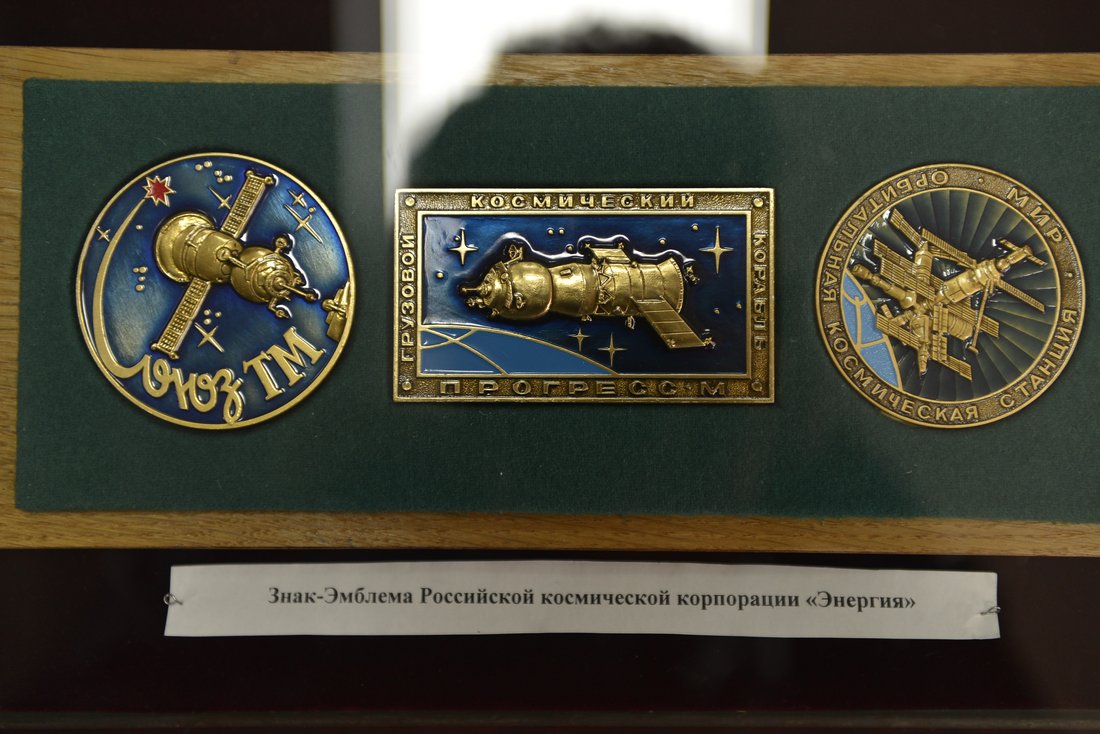 Союз ТМ
ГРУЗОВОЙ КОСМИЧЕСКИЙ КОРАБЛЬ
ПРОГРЕСС М
ОРБИТАЛЬНАЯ КОСМИЧЕСКАЯ СТАНЦИЯ · МИР ·
Знак-Эмблема Российской космической корпорации «Энергия»